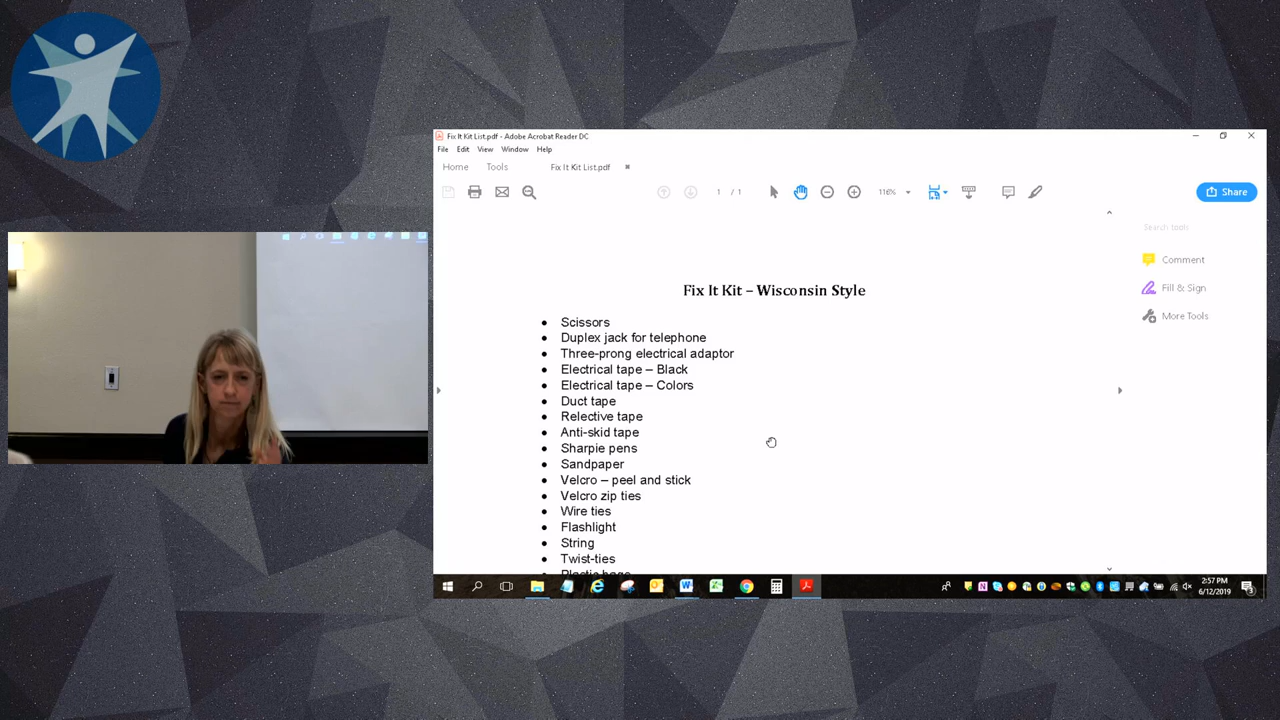 Fix It Kit List.pdf - Adobe Acrobat Reader DC
File Edit View Window Help
Home Tools Fix It Kit List.pdf
1 / 1 116% Share
Search tools
Comment
Fill & Sign
More Tools
Fix It Kit – Wisconsin Style
• Scissors
• Duplex jack for telephone
• Three-prong electrical adaptor
• Electrical tape – Black
• Electrical tape – Colors
• Duct tape
• Relective tape
• Anti-skid tape
• Sharpie pens
• Sandpaper
• Velcro – peel and stick
• Velcro zip ties
• Wire ties
• Flashlight
• String
• Twist-ties
• Plastic bags
2:57 PM
6/12/2019